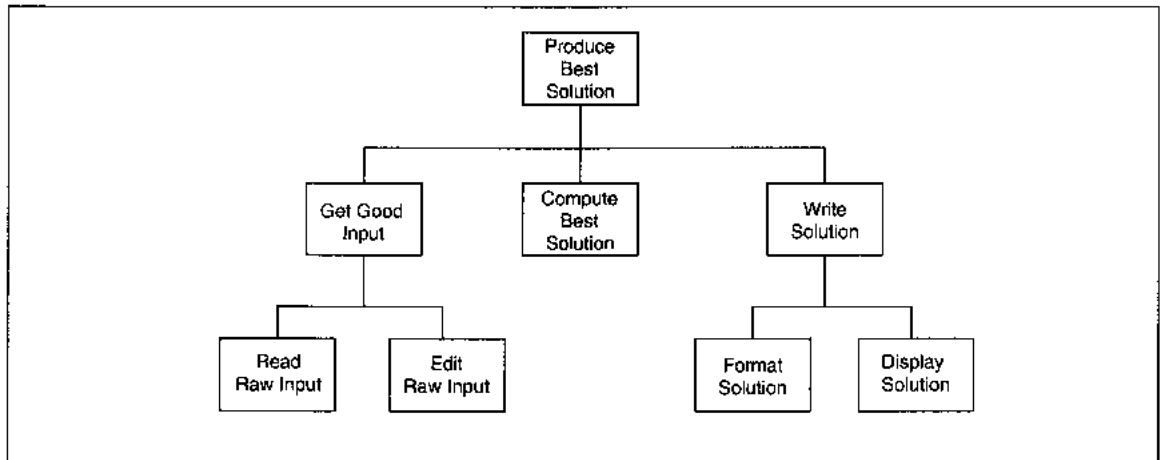 Produce
Best
Solution
Get Good
Input
Compute
Best
Solution
Write
Solution
Read
Raw Input
Edit
Raw Input
Format
Solution
Display
Solution